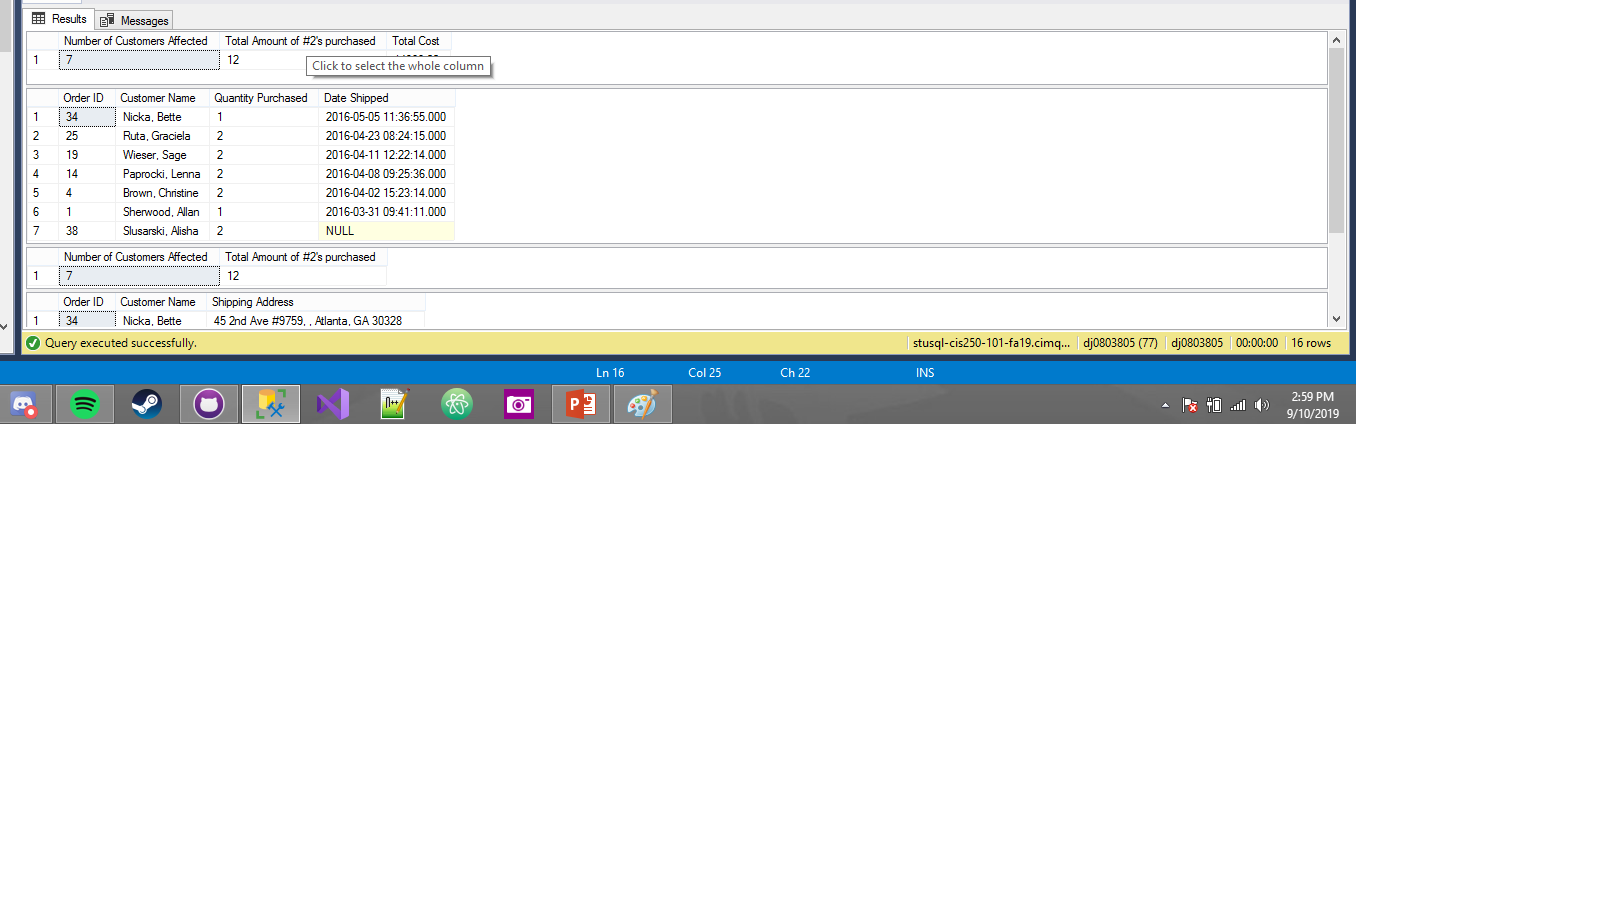 Results Messages
Number of Customers Affected Total Amount of #2's purchased Total Cost
1 7 12
Click to select the whole column
Order ID Customer Name Quantity Purchased Date Shipped
1 34 Nicka, Bette 1 2016-05-05 11:36:55.000
2 25 Ruta, Graciela 2 2016-04-23 08:24:15.000
3 19 Wieser, Sage 2 2016-04-11 12:22:14.000
4 14 Paprocki, Lenna 2 2016-04-08 09:25:36.000
5 4 Brown, Christine 2 2016-04-02 15:23:14.000
6 1 Sherwood, Allan 1 2016-03-31 09:41:11.000
7 38 Slusarski, Alisha 2 NULL
Number of Customers Affected Total Amount of #2's purchased
1 7 12
Order ID Customer Name Shipping Address
1 34 Nicka, Bette 45 2nd Ave #9759, , Atlanta, GA 30328
Query executed successfully. stusql-cis250-101-fa19.cimq... dj0803805 (77) dj0803805 00:00:00 16 rows
Ln 16 Col 25 Ch 22 INS
2:59 PM
9/10/2019